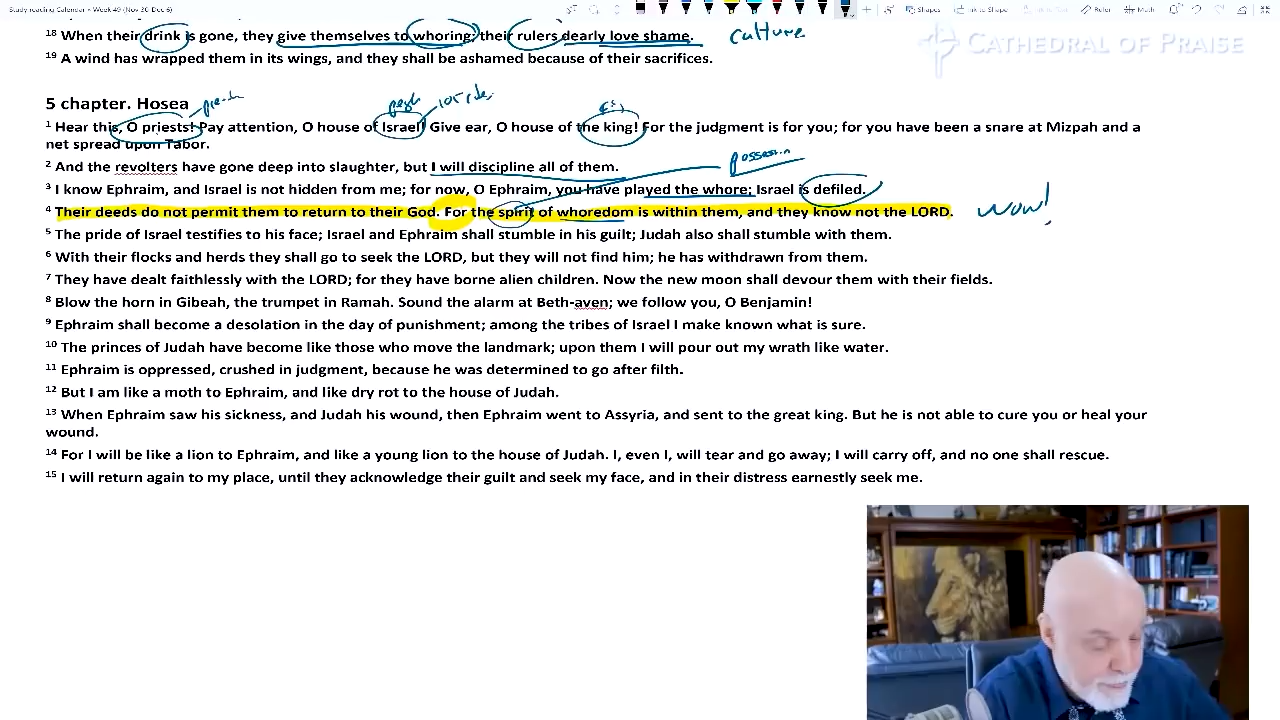 Study reading Calendar • Week 49 (Nov 30-Dec 6)
Shapes Ink to Shape Ruler Math
CATHEDRAL OF PRAISE
18 When their drink is gone, they give themselves to whoring; their rulers dearly love shame. culture
19 A wind has wrapped them in its wings, and they shall be ashamed because of their sacrifices.
5 chapter. Hosea
1 Hear this, O priests! Pay attention, O house of Israel! Give ear, O house of the king! For the judgment is for you; for you have been a snare at Mizpah and a
net spread upon Tabor.
possession
2 And the revolters have gone deep into slaughter, but I will discipline all of them.
3 I know Ephraim, and Israel is not hidden from me; for now, O Ephraim, you have played the whore; Israel is defiled.
4 Their deeds do not permit them to return to their God. For the spirit of whoredom is within them, and they know not the LORD. wow!
5 The pride of Israel testifies to his face; Israel and Ephraim shall stumble in his guilt; Judah also shall stumble with them.
6 With their flocks and herds they shall go to seek the LORD, but they will not find him; he has withdrawn from them.
7 They have dealt faithlessly with the LORD; for they have borne alien children. Now the new moon shall devour them with their fields.
8 Blow the horn in Gibeah, the trumpet in Ramah. Sound the alarm at Beth-aven; we follow you, O Benjamin!
9 Ephraim shall become a desolation in the day of punishment; among the tribes of Israel I make known what is sure.
10 The princes of Judah have become like those who move the landmark; upon them I will pour out my wrath like water.
11 Ephraim is oppressed, crushed in judgment, because he was determined to go after filth.
12 But I am like a moth to Ephraim, and like dry rot to the house of Judah.
13 When Ephraim saw his sickness, and Judah his wound, then Ephraim went to Assyria, and sent to the great king. But he is not able to cure you or heal your
wound.
14 For I will be like a lion to Ephraim, and like a young lion to the house of Judah. I, even I, will tear and go away; I will carry off, and no one shall rescue.
15 I will return again to my place, until they acknowledge their guilt and seek my face, and in their distress earnestly seek me.